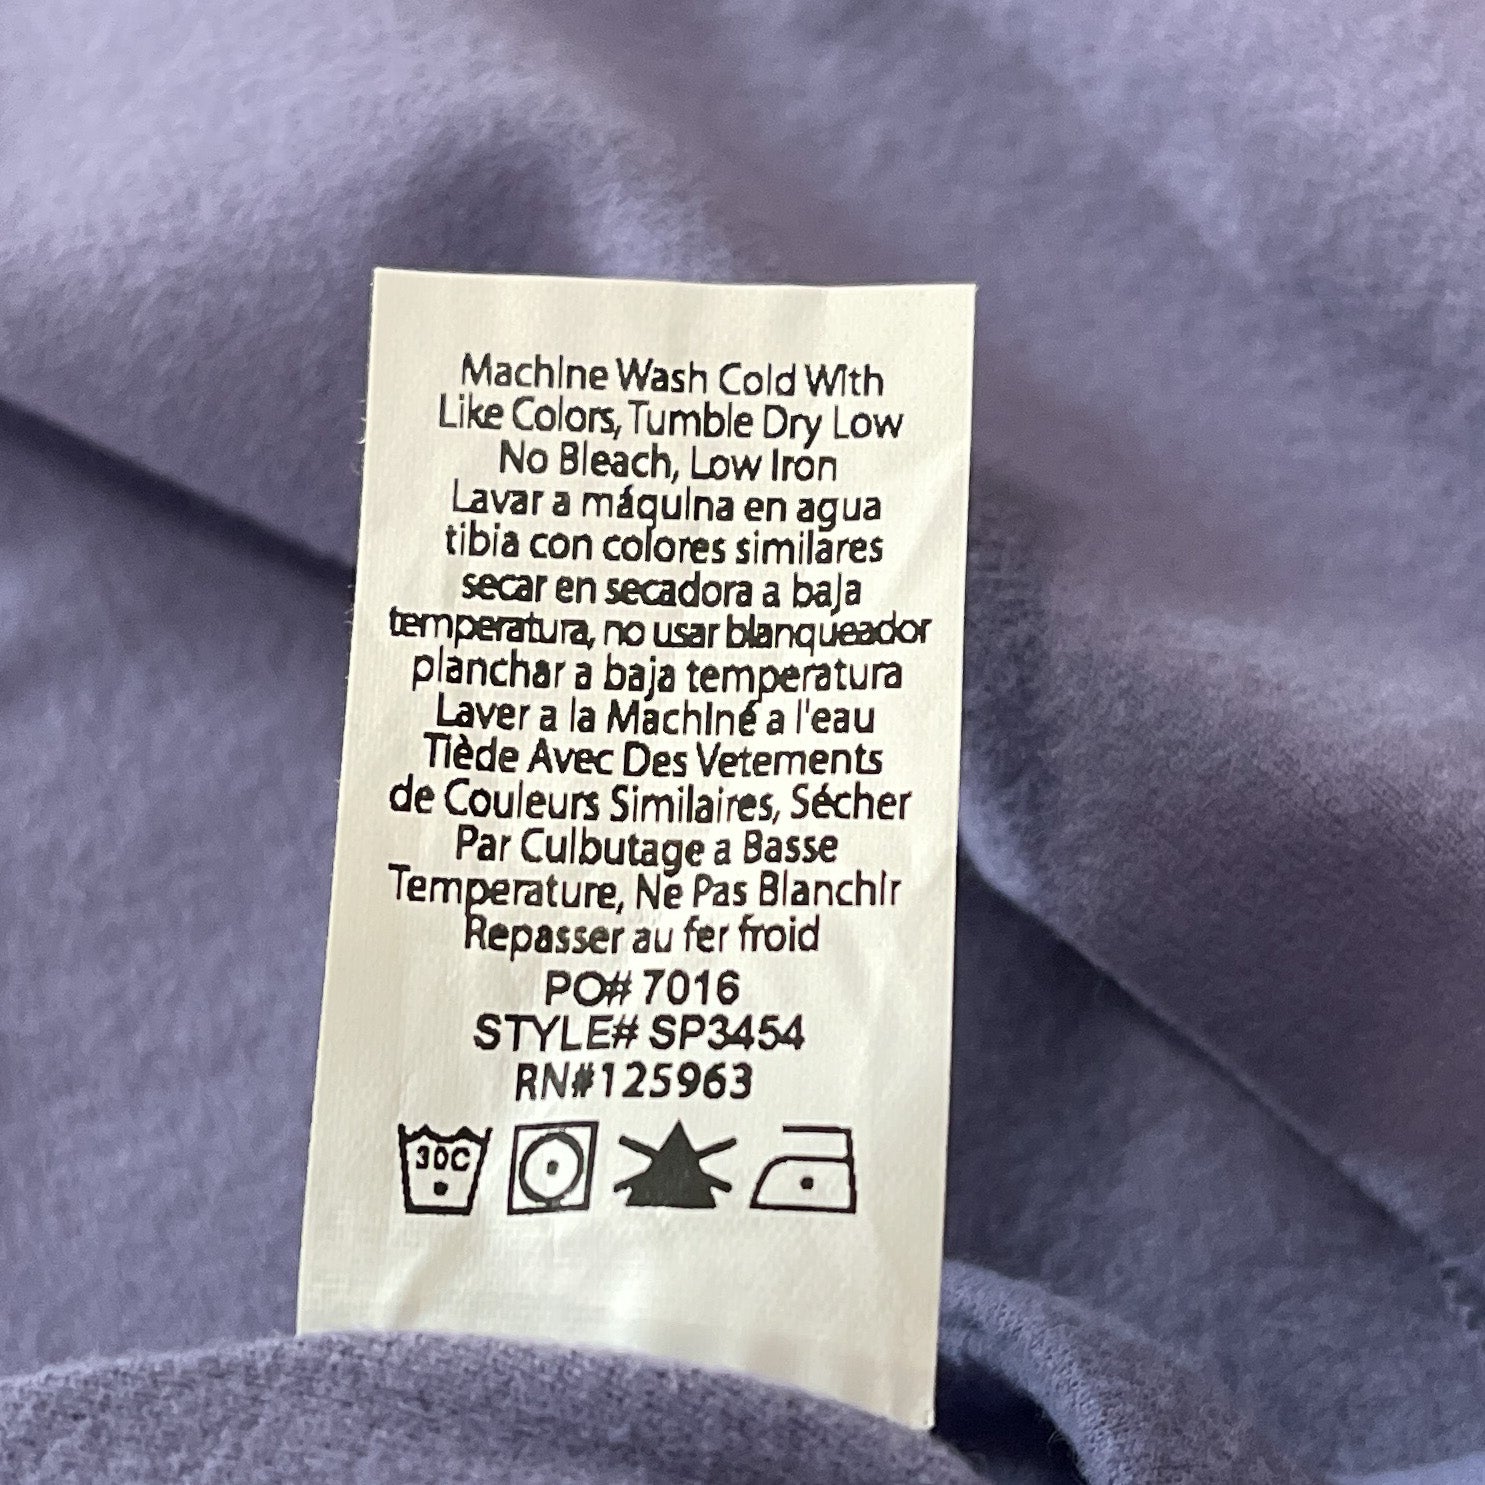 Machine Wash Cold With
Like Colors, Tumble Dry Low
No Bleach, Low Iron
Lavar a máquina en agua
tibia con colores similares
secar en secadora a baja
temperatura, no usar blanqueador
planchar a baja temperatura
Laver a la Machiné a l'eau
Tiède Avec Des Vetements
de Couleurs Similaires, Sécher
Par Culbutage a Basse
Temperature, Ne Pas Blanchir
Repasser au fer froid
PO# 7016
STYLE# SP3454
RN#125963
30C